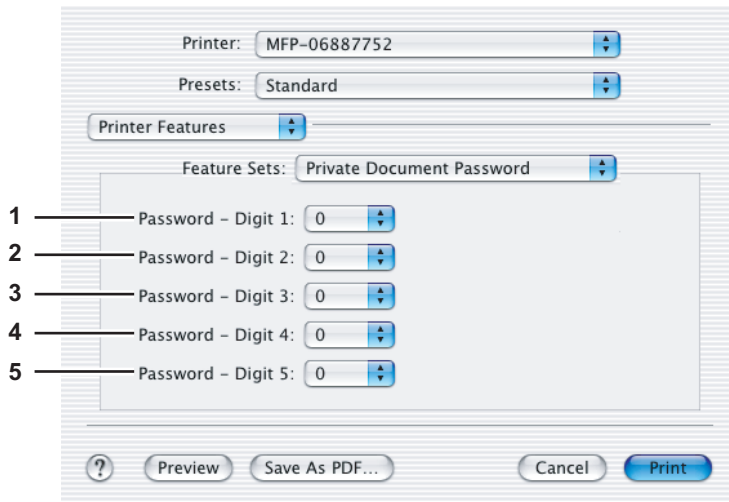 Printer: MFP-06887752
Presets: Standard
Printer Features
Feature Sets: Private Document Password
1 Password – Digit 1: 0
2 Password – Digit 2: 0
3 Password – Digit 3: 0
4 Password – Digit 4: 0
5 Password – Digit 5: 0
? Preview Save As PDF... Cancel Print